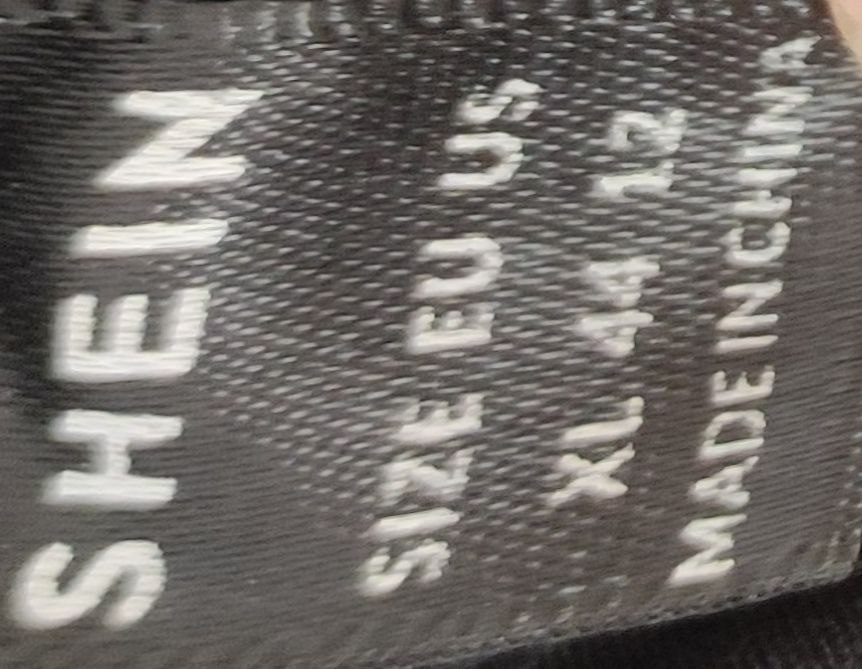 SHEIN
SIZE EU US
XL 44 12
MADE IN CHINA